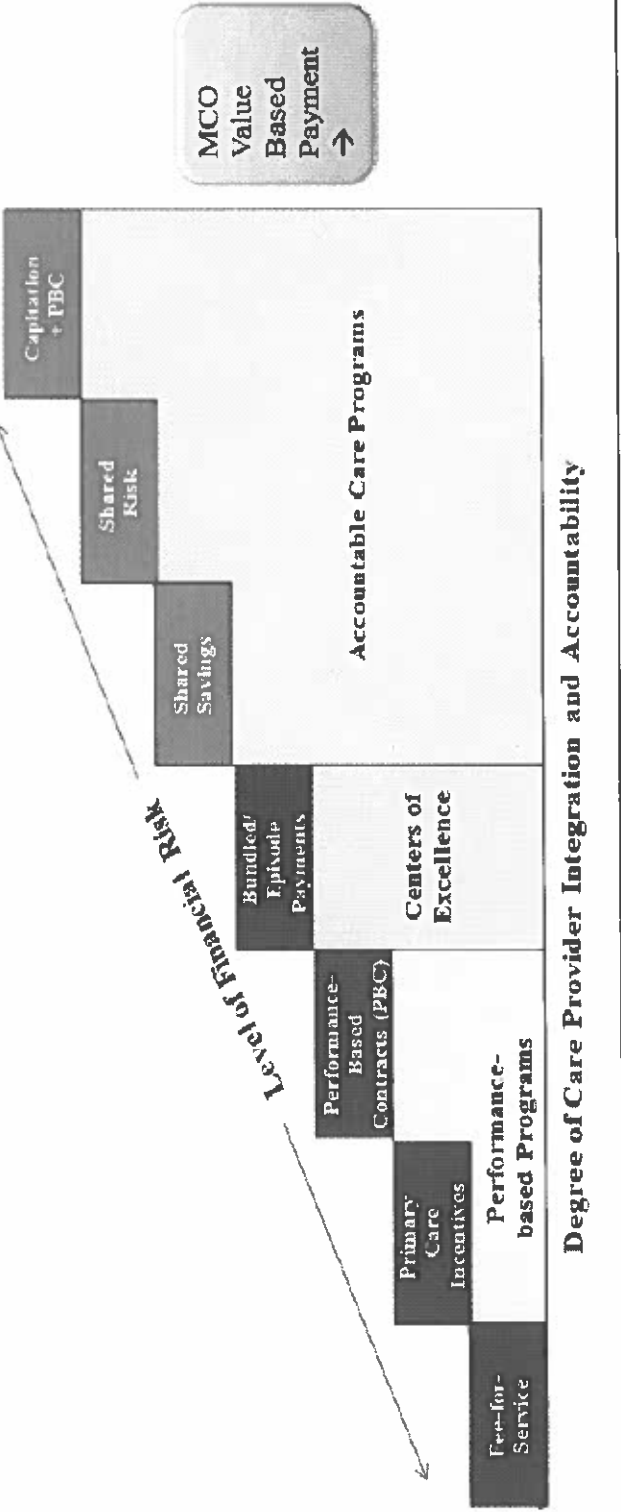 MCO
Value
Based
Payment
→
Capitation
+ PBC
Shared
Risk
Shared
Savings
Bundled/
Episode
Payments
Performance-
Based
Contracts (PBC)
Primary
Care
Incentives
Fee-for-
Service
Level of Financial Risk
Accountable Care Programs
Centers of
Excellence
Performance-
based Programs
Degree of Care Provider Integration and Accountability